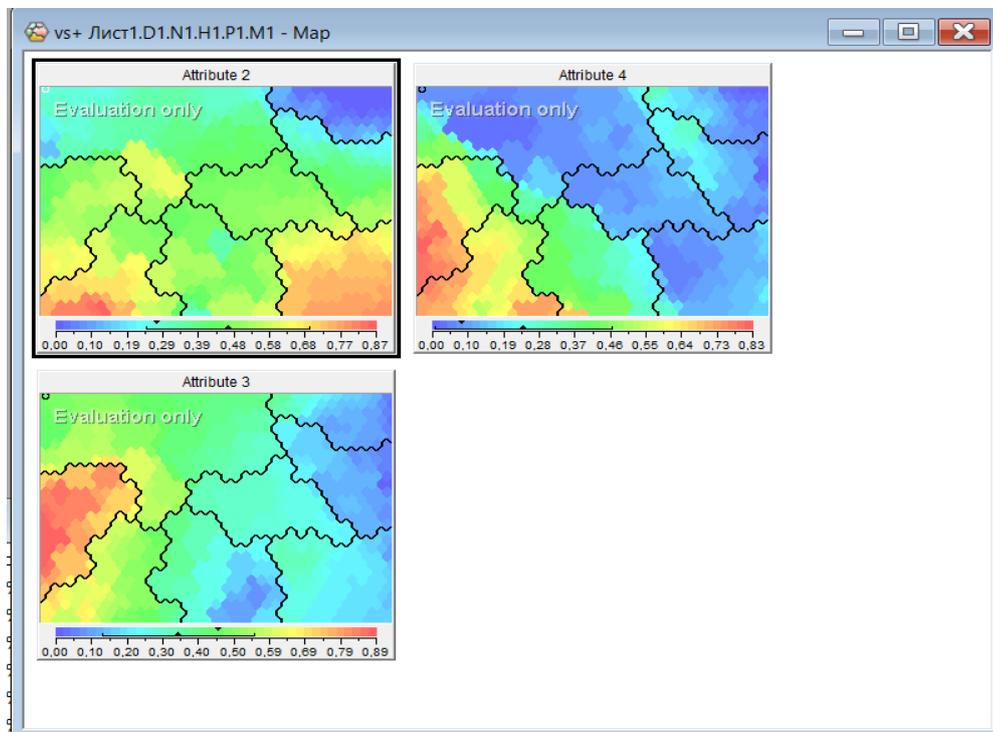 vs+ Лист1.D1.N1.H1.P1.M1 - Map
Attribute 2
Evaluation only
0,00 0,10 0,19 0,29 0,39 0,48 0,58 0,68 0,77 0,87
Attribute 4
Evaluation only
0,00 0,10 0,19 0,28 0,37 0,46 0,55 0,64 0,73 0,83
Attribute 3
Evaluation only
0,00 0,10 0,20 0,30 0,40 0,50 0,59 0,69 0,79 0,89